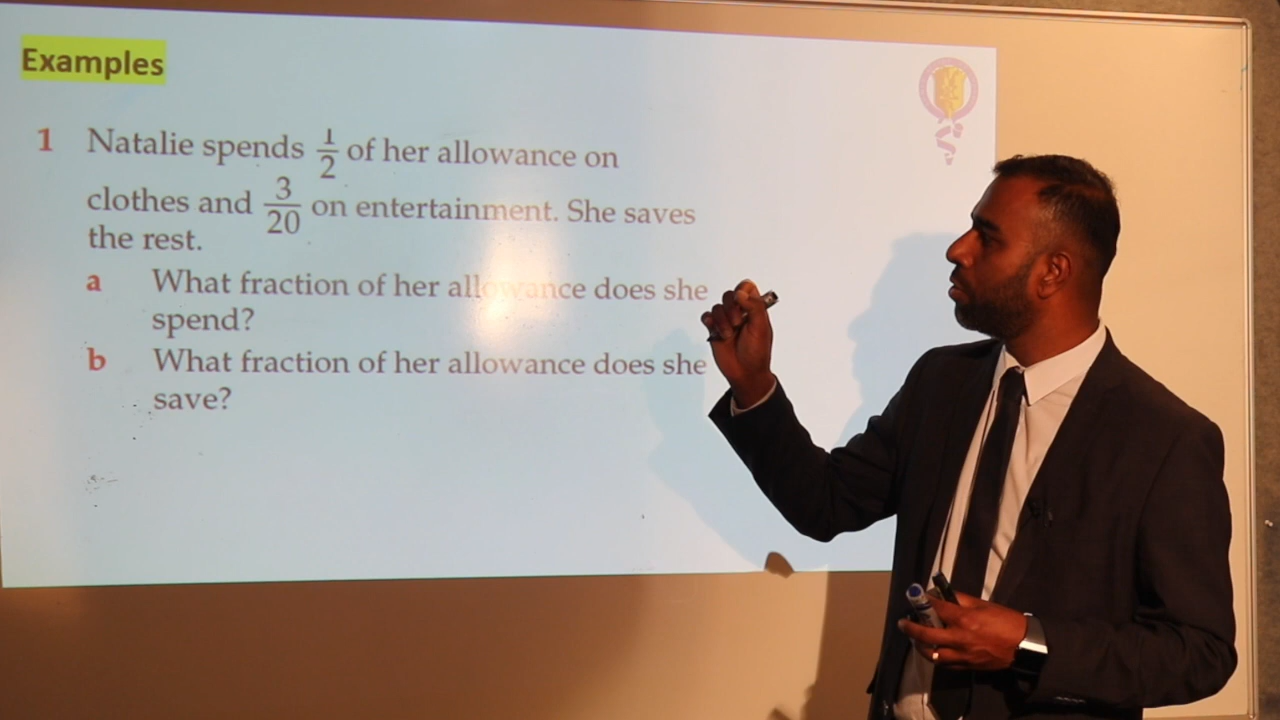 Examples
1 Natalie spends 1/2 of her allowance on
clothes and 3/20 on entertainment. She saves
the rest.
a What fraction of her allowance does she
spend?
b What fraction of her allowance does she
save?